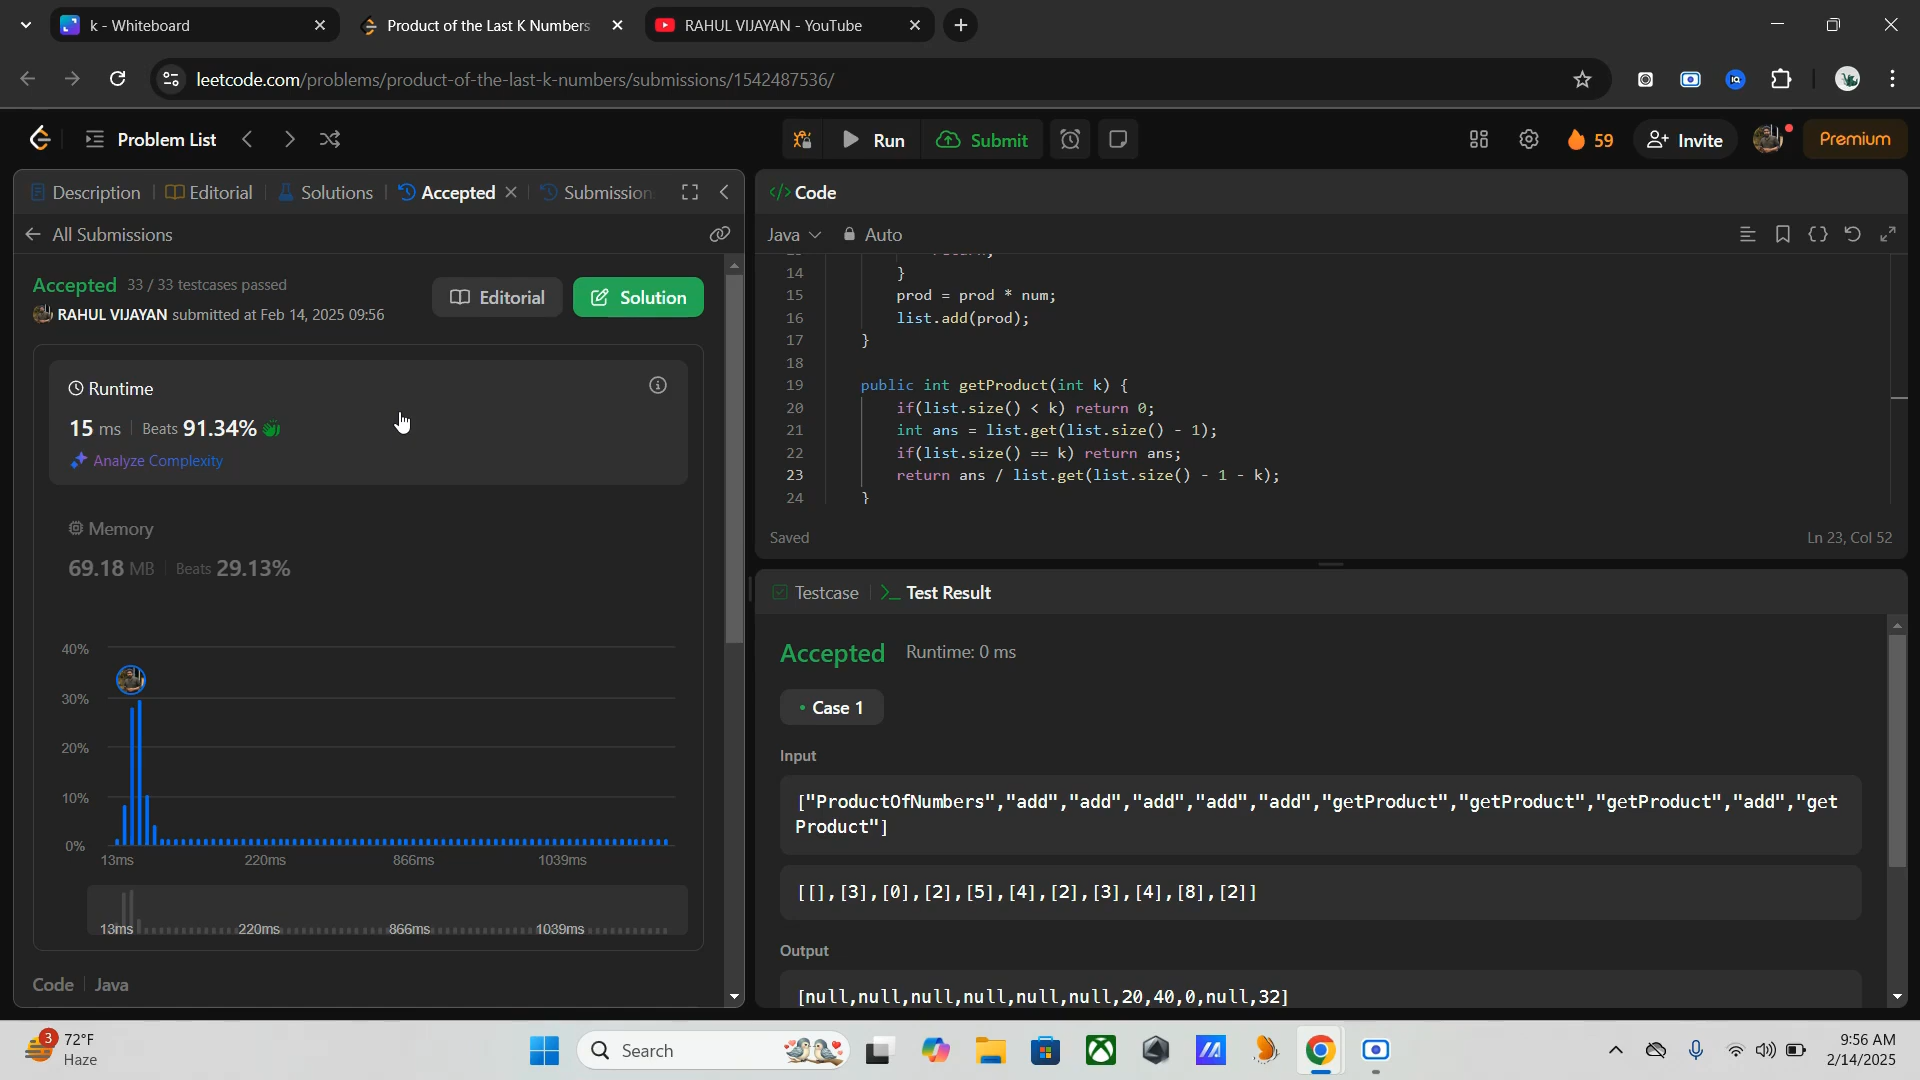 k - Whiteboard
Product of the Last K Numbers
RAHUL VIJAYAN - YouTube
leetcode.com/problems/product-of-the-last-k-numbers/submissions/1542487536/
Problem List
Run
Submit
59
Invite
Premium
Description
Editorial
Solutions
Accepted
Submission
</> Code
All Submissions
Java
Auto
Accepted 33 / 33 testcases passed
RAHUL VIJAYAN submitted at Feb 14, 2025 09:56
Editorial
Solution
Runtime
15 ms Beats 91.34%
Analyze Complexity
Memory
69.18 MB Beats 29.13%
40%
30%
20%
10%
0%
13ms 220ms 866ms 1039ms
13ms 220ms 866ms 1039ms
Code Java
14 }
15 prod = prod * num;
16 list.add(prod);
17 }
18
19 public int getProduct(int k) {
20 if(list.size() < k) return 0;
21 int ans = list.get(list.size() - 1);
22 if(list.size() == k) return ans;
23 return ans / list.get(list.size() - 1 - k);
24 }
Saved
Ln 23, Col 52
Testcase
Test Result
Accepted Runtime: 0 ms
Case 1
Input
["ProductOfNumbers","add","add","add","add","add","getProduct","getProduct","getProduct","add","get
Product"]
[[],[3],[0],[2],[5],[4],[2],[3],[4],[8],[2]]
Output
[null,null,null,null,null,null,20,40,0,null,32]
3
72°F
Haze
Search
9:56 AM
2/14/2025